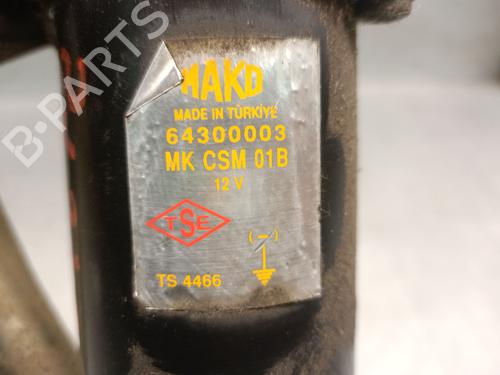 MAKO
MADE IN TÜRKİYE
64300003
MK CSM 01B
12 V
TSE
(-)
TS 4466
B-PARTS